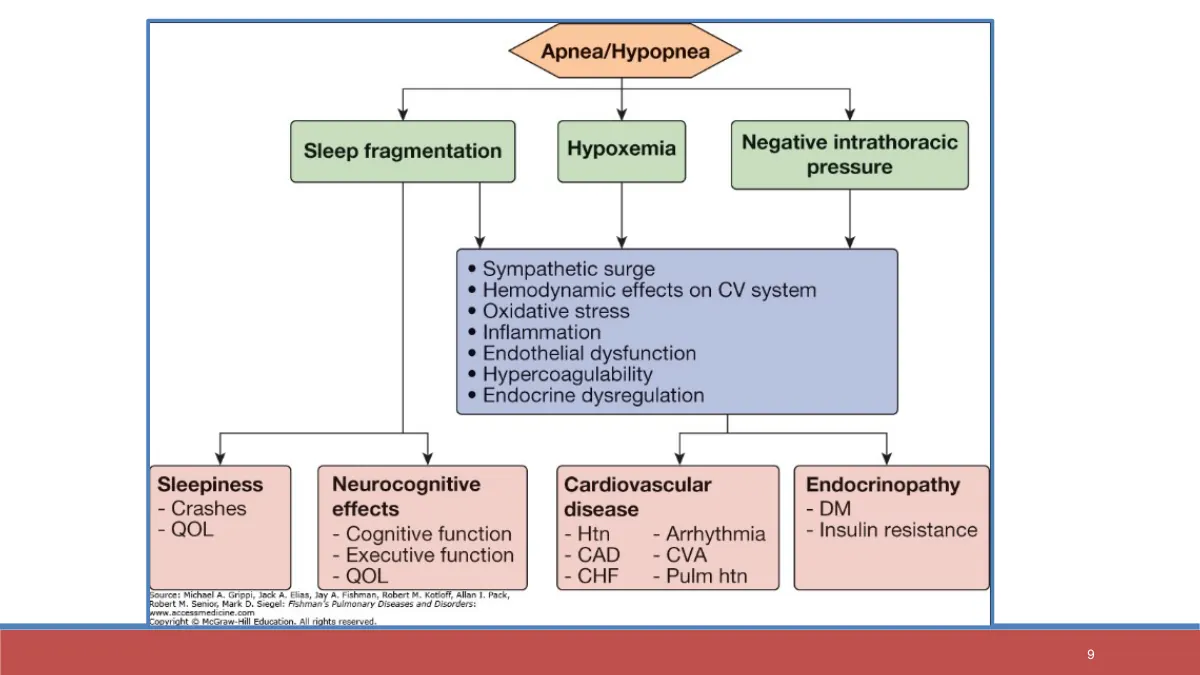 Apnea/Hypopnea
Sleep fragmentation
Hypoxemia
Negative intrathoracic
pressure
• Sympathetic surge
• Hemodynamic effects on CV system
• Oxidative stress
• Inflammation
• Endothelial dysfunction
• Hypercoagulability
• Endocrine dysregulation
Sleepiness
- Crashes
- QOL
Neurocognitive
effects
- Cognitive function
- Executive function
- QOL
Cardiovascular
disease
- Htn - Arrhythmia
- CAD - CVA
- CHF - Pulm htn
Endocrinopathy
- DM
- Insulin resistance
Source: Michael A. Grippi, Jack A. Elias, Jay A. Fishman, Robert M. Kotloff, Allan I. Pack,
Robert M. Senior, Mark D. Siegel: Fishman's Pulmonary Diseases and Disorders:
www.accessmedicine.com
Copyright © McGraw-Hill Education. All rights reserved.
9